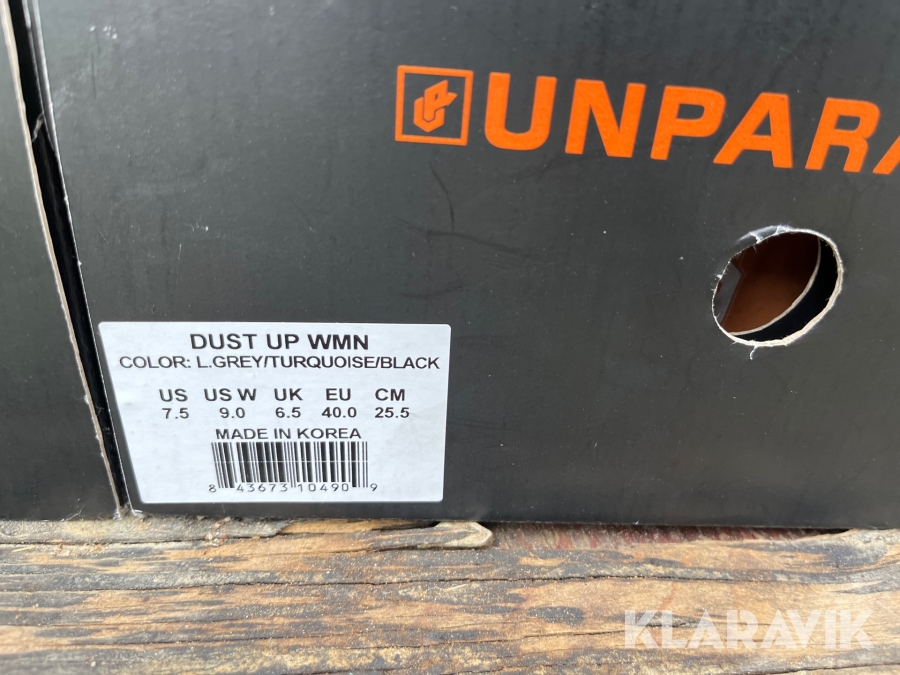 UNPARA
DUST UP WMN
COLOR: L.GREY/TURQUOISE/BLACK
US US W UK EU CM
7.5 9.0 6.5 40.0 25.5
MADE IN KOREA
8 43673 10490 9
KLARAVIK